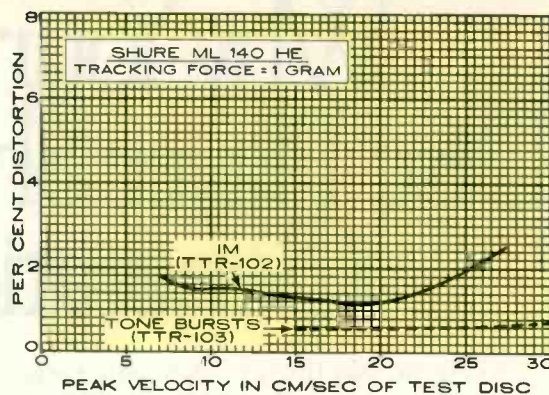 SHURE ML 140 HE
TRACKING FORCE = 1 GRAM
PER CENT DISTORTION
8
6
4
2
0
IM
(TTR-102)
TONE BURSTS
(TTR-103)
0 5 10 15 20 25 30
PEAK VELOCITY IN CM/SEC OF TEST DISC